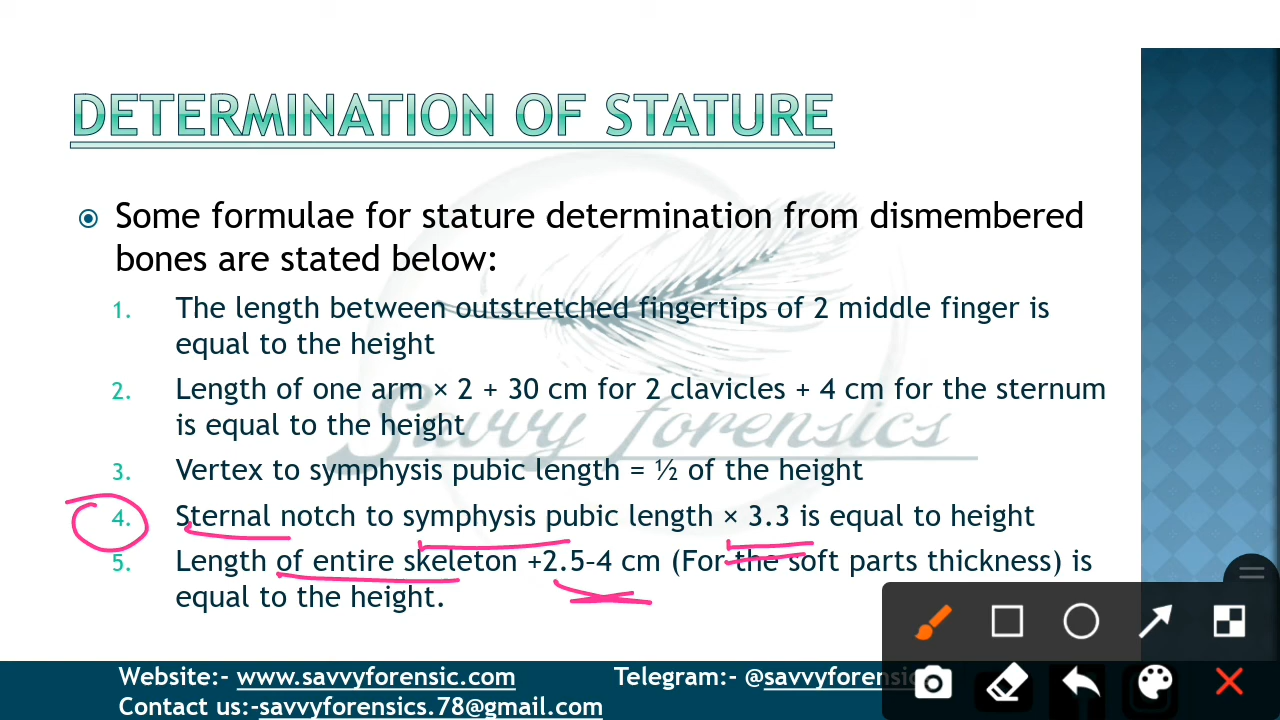 DETERMINATION OF STATURE
Some formulae for stature determination from dismembered
bones are stated below:
1. The length between outstretched fingertips of 2 middle finger is
equal to the height
2. Length of one arm × 2 + 30 cm for 2 clavicles + 4 cm for the sternum
is equal to the height
Savvy forensics
3. Vertex to symphysis pubic length = ½ of the height
4. Sternal notch to symphysis pubic length × 3.3 is equal to height
5. Length of entire skeleton +2.5–4 cm (For the soft parts thickness) is
equal to the height.
Website:- www.savvyforensic.com Telegram:- @savvyforensic
Contact us:-savvyforensics.78@gmail.com